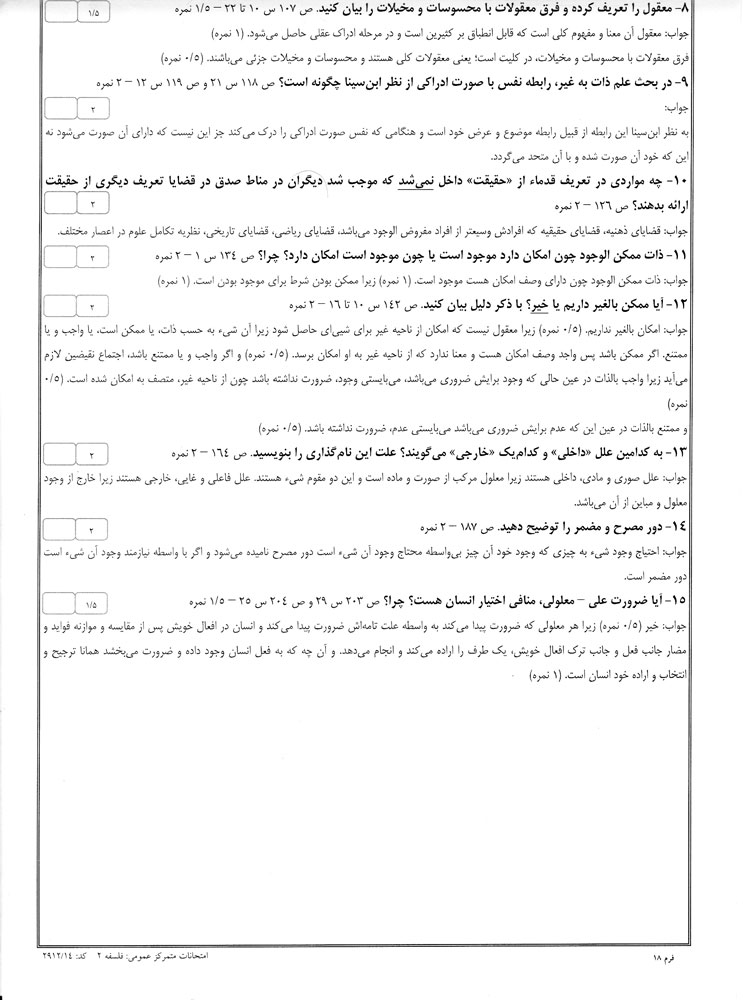 ۸- معقول را تعریف کرده و فرق معقولات با محسوسات و مخیلات را بیان کنید. ص ۱۰۷ س ۱۰ تا ۲۲ – ۱/۵ نمره
۱/۵
جواب: معقول آن معنا و مفهوم کلی است که قابل انطباق بر کثیرین است و در مرحله ادراک عقلی حاصل می‌شود. (۱ نمره)
فرق معقولات با محسوسات و مخیلات، در کلیت است؛ یعنی معقولات کلی هستند و محسوسات و مخیلات جزئی می‌باشند. (۰/۵ نمره)
۹- در بحث علم ذات به غیر، رابطه نفس با صورت ادراکی از نظر ابن‌سینا چگونه است؟ ص ۱۱۸ س ۲۱ و ص ۱۱۹ س ۱۲ – ۲ نمره
۲
جواب:
به نظر ابن‌سینا این رابطه از قبیل رابطه موضوع و عرض خود است و هنگامی که نفس صورت ادراکی را درک می‌کند جز این نیست که دارای آن صورت می‌شود نه
این که خود آن صورت شده و با آن متحد می‌گردد.
۱۰- چه مواردی در تعریف قدماء از «حقیقت» داخل نمی‌شد که موجب شد دیگران در مناط صدق در قضایا تعریف دیگری از حقیقت
ارائه بدهند؟ ص ۱۲۶ – ۲ نمره
۲
جواب: قضایای ذهنیه، قضایای حقیقیه که افرادش وسیعتر از افراد مفروض الوجود می‌باشد، قضایای ریاضی، قضایای تاریخی، نظریه تکامل علوم در اعصار مختلف.
۱۱- ذات ممکن الوجود چون امکان دارد موجود است یا چون موجود است امکان دارد؟ چرا؟ ص ۱۳۴ س ۱ – ۲ نمره
۲
جواب: ذات ممکن الوجود چون دارای وصف امکان هست موجود است. (۱ نمره) زیرا ممکن بودن شرط برای موجود بودن است. (۱ نمره)
۱۲- آیا ممکن بالغیر داریم یا خیر؟ با ذکر دلیل بیان کنید. ص ۱۴۲ س ۱۰ تا ۱۶ – ۲ نمره
۲
جواب: امکان بالغیر نداریم. (۰/۵ نمره) زیرا معقول نیست که امکان از ناحیه غیر برای شیی‌ای حاصل شود زیرا آن شیء به حسب ذات، یا ممکن است، یا واجب و یا
ممتنع. اگر ممکن باشد پس واجد وصف امکان هست و معنا ندارد که از ناحیه غیر به او امکان برسد. (۰/۵ نمره) و اگر واجب و یا ممتنع باشد، اجتماع نقیضین لازم
می‌آید زیرا واجب بالذات در عین حالی که وجود برایش ضروری می‌باشد، می‌بایستی وجود، ضرورت نداشته باشد چون از ناحیه غیر، متصف به امکان شده است. (۰/۵
نمره)
و ممتنع بالذات در عین این که عدم برایش ضروری می‌باشد می‌بایستی عدم، ضرورت نداشته باشد. (۰/۵ نمره)
۱۳- به کدامین علل «داخلی» و کدام‌یک «خارجی» می‌گویند؟ علت این نام‌گذاری را بنویسید. ص ۱۶۴ – ۲ نمره
۲
جواب: علل صوری و مادی، داخلی هستند زیرا معلول مرکب از صورت و ماده است و این دو مقوم شیء هستند. علل فاعلی و غایی، خارجی هستند زیرا خارج از وجود
معلول و مباین از آن می‌باشد.
۱۴- دور مصرح و مضمر را توضیح دهید. ص ۱۸۷ – ۲ نمره
۲
جواب: احتیاج وجود شیء به چیزی که وجود خود آن چیز بی‌واسطه محتاج وجود آن شیء است دور مصرح نامیده می‌شود و اگر با واسطه نیازمند وجود آن شیء است
دور مضمر است.
۱۵- آیا ضرورت علی – معلولی، منافی اختیار انسان هست؟ چرا؟ ص ۲۰۳ س ۲۹ و ص ۲۰۴ س ۲۵ – ۱/۵ نمره
۱/۵
جواب: خیر (۰/۵ نمره) زیرا هر معلولی که ضرورت پیدا می‌کند به واسطه علت تامه‌اش ضرورت پیدا می‌کند و انسان در افعال خویش پس از مقایسه و موازنه فواید و
مضار جانب فعل و جانب ترک افعال خویش، یک طرف را اراده می‌کند و انجام می‌دهد. و آن چه که به فعل انسان وجود داده و ضرورت می‌بخشد همانا ترجیح و
انتخاب و اراده خود انسان است. (۱ نمره)
فرم ۱۸
امتحانات متمرکز عمومی: فلسفه ۲ کد: ۲۹۱۲/۱۴